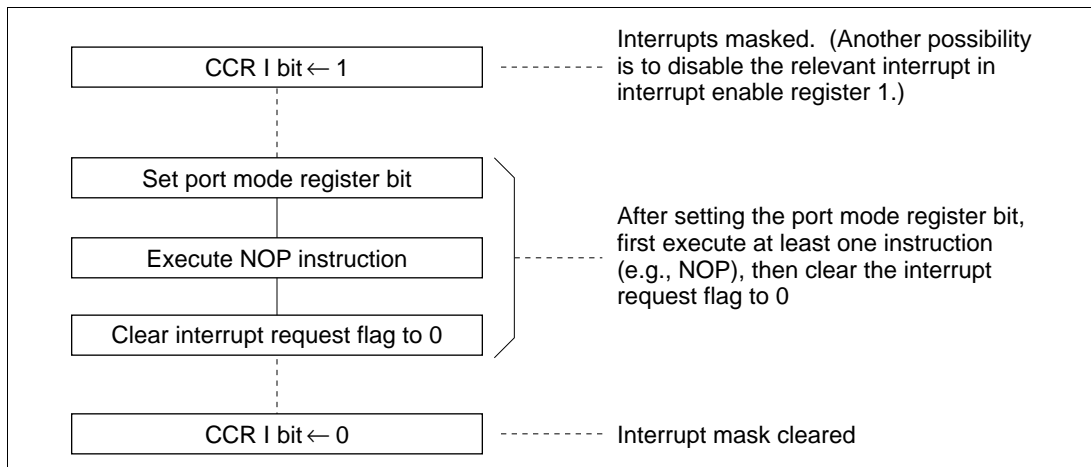 CCR I bit ← 1
Interrupts masked.  (Another possibility
is to disable the relevant interrupt in
interrupt enable register 1.)
Set port mode register bit
Execute NOP instruction
Clear interrupt request flag to 0
After setting the port mode register bit,
first execute at least one instruction
(e.g., NOP), then clear the interrupt
request flag to 0
CCR I bit ← 0
Interrupt mask cleared